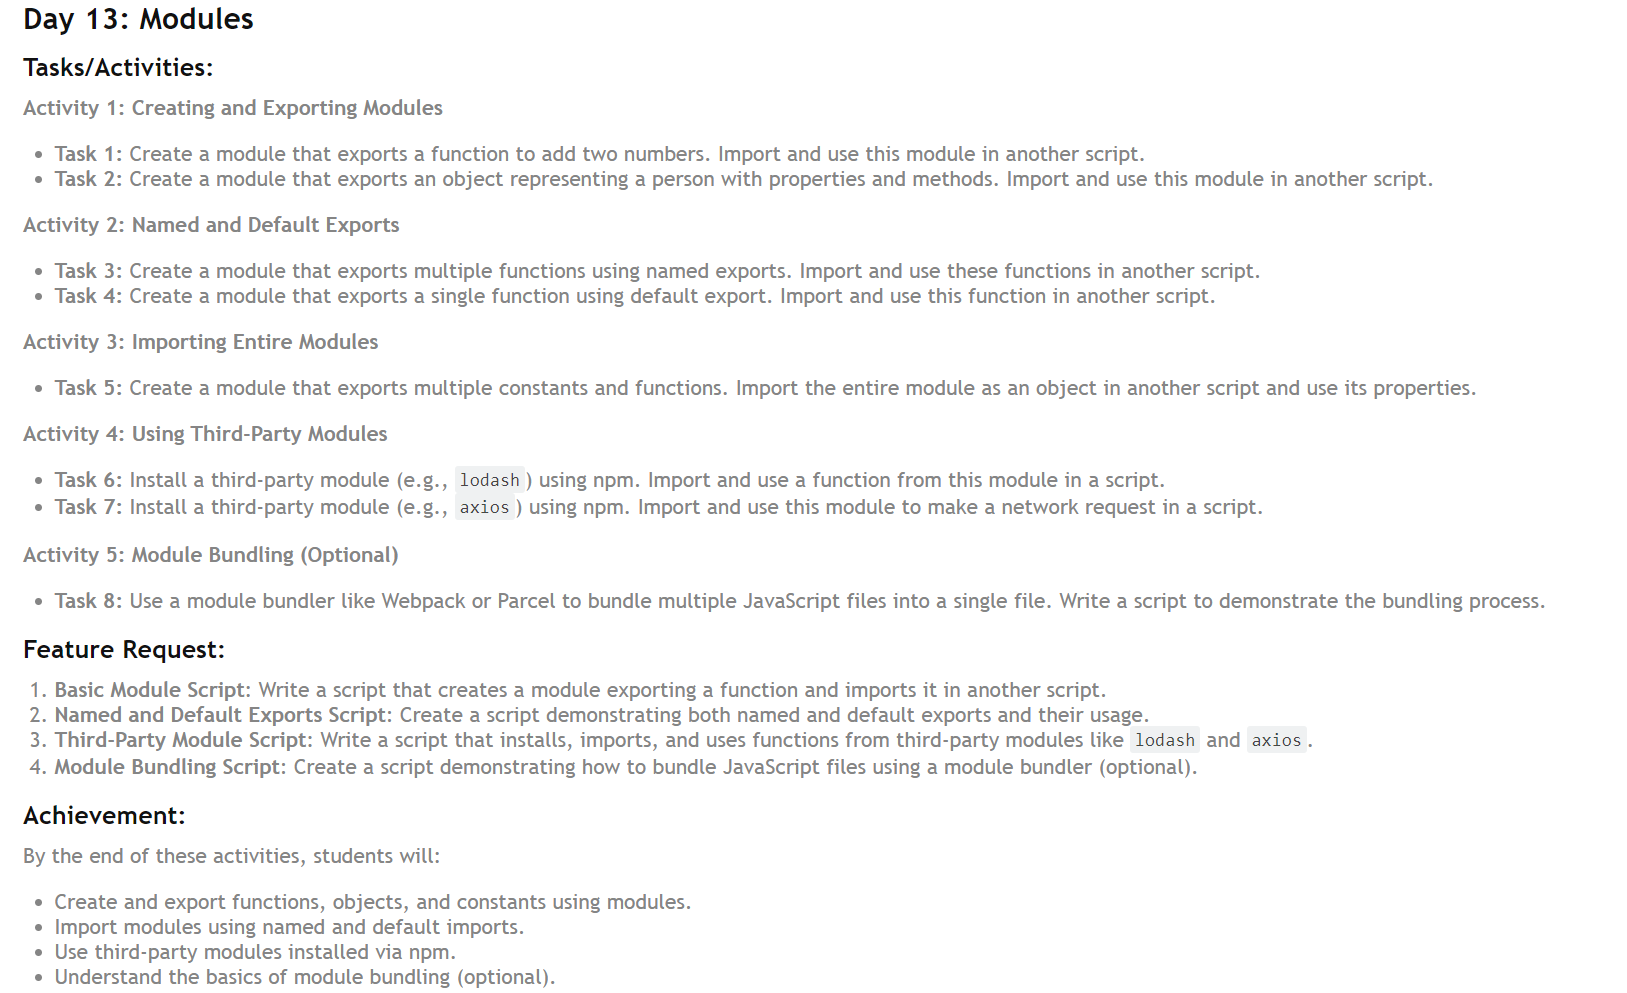 Day 13: Modules
Tasks/Activities:
Activity 1: Creating and Exporting Modules
• Task 1: Create a module that exports a function to add two numbers. Import and use this module in another script.
• Task 2: Create a module that exports an object representing a person with properties and methods. Import and use this module in another script.
Activity 2: Named and Default Exports
• Task 3: Create a module that exports multiple functions using named exports. Import and use these functions in another script.
• Task 4: Create a module that exports a single function using default export. Import and use this function in another script.
Activity 3: Importing Entire Modules
• Task 5: Create a module that exports multiple constants and functions. Import the entire module as an object in another script and use its properties.
Activity 4: Using Third-Party Modules
• Task 6: Install a third-party module (e.g., lodash) using npm. Import and use a function from this module in a script.
• Task 7: Install a third-party module (e.g., axios) using npm. Import and use this module to make a network request in a script.
Activity 5: Module Bundling (Optional)
• Task 8: Use a module bundler like Webpack or Parcel to bundle multiple JavaScript files into a single file. Write a script to demonstrate the bundling process.
Feature Request:
1. Basic Module Script: Write a script that creates a module exporting a function and imports it in another script.
2. Named and Default Exports Script: Create a script demonstrating both named and default exports and their usage.
3. Third-Party Module Script: Write a script that installs, imports, and uses functions from third-party modules like lodash and axios.
4. Module Bundling Script: Create a script demonstrating how to bundle JavaScript files using a module bundler (optional).
Achievement:
By the end of these activities, students will:
• Create and export functions, objects, and constants using modules.
• Import modules using named and default imports.
• Use third-party modules installed via npm.
• Understand the basics of module bundling (optional).